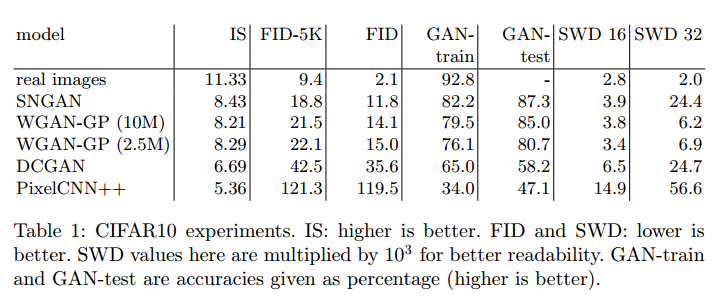 model IS FID-5K FID GAN- GAN- SWD 16 SWD 32
train test
real images 11.33 9.4 2.1 92.8 - 2.8 2.0
SNGAN 8.43 18.8 11.8 82.2 87.3 3.9 24.4
WGAN-GP (10M) 8.21 21.5 14.1 79.5 85.0 3.8 6.2
WGAN-GP (2.5M) 8.29 22.1 15.0 76.1 80.7 3.4 6.9
DCGAN 6.69 42.5 35.6 65.0 58.2 6.5 24.7
PixelCNN++ 5.36 121.3 119.5 34.0 47.1 14.9 56.6
Table 1: CIFAR10 experiments. IS: higher is better. FID and SWD: lower is
better. SWD values here are multiplied by 10³ for better readability. GAN-train
and GAN-test are accuracies given as percentage (higher is better).